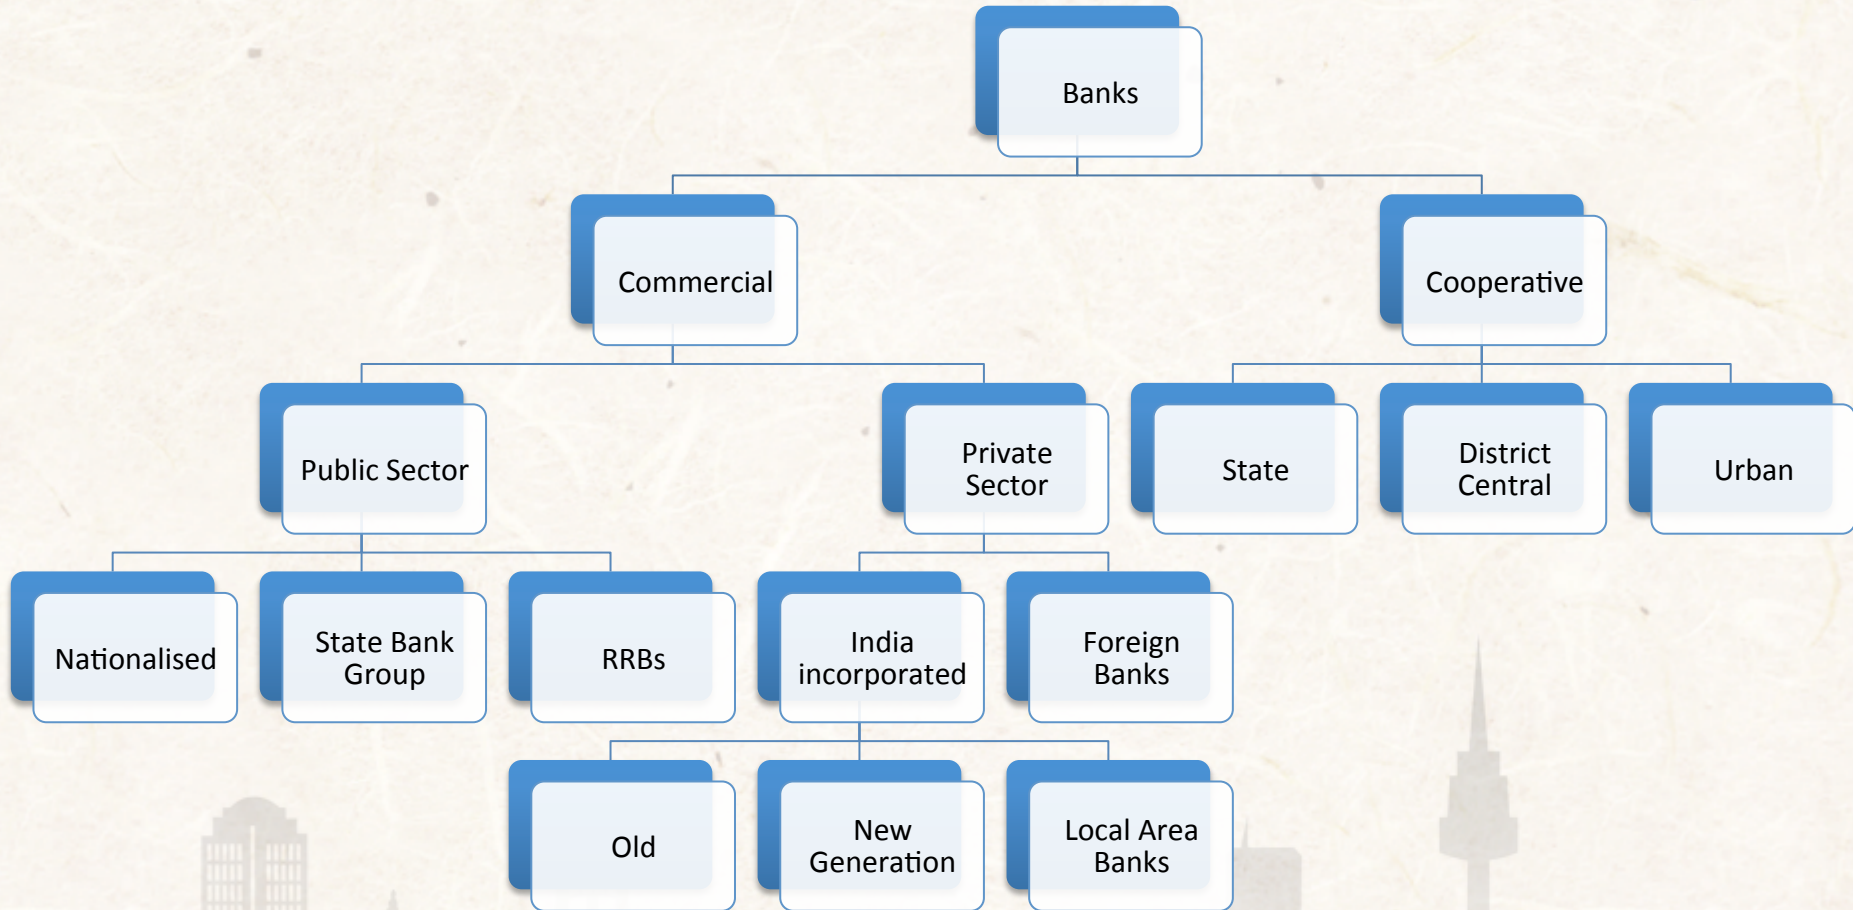 Banks
Commercial
Cooperative
Public Sector
Private
Sector
State
District
Central
Urban
Nationalised
State Bank
Group
RRBs
India
incorporated
Foreign
Banks
Old
New
Generation
Local Area
Banks